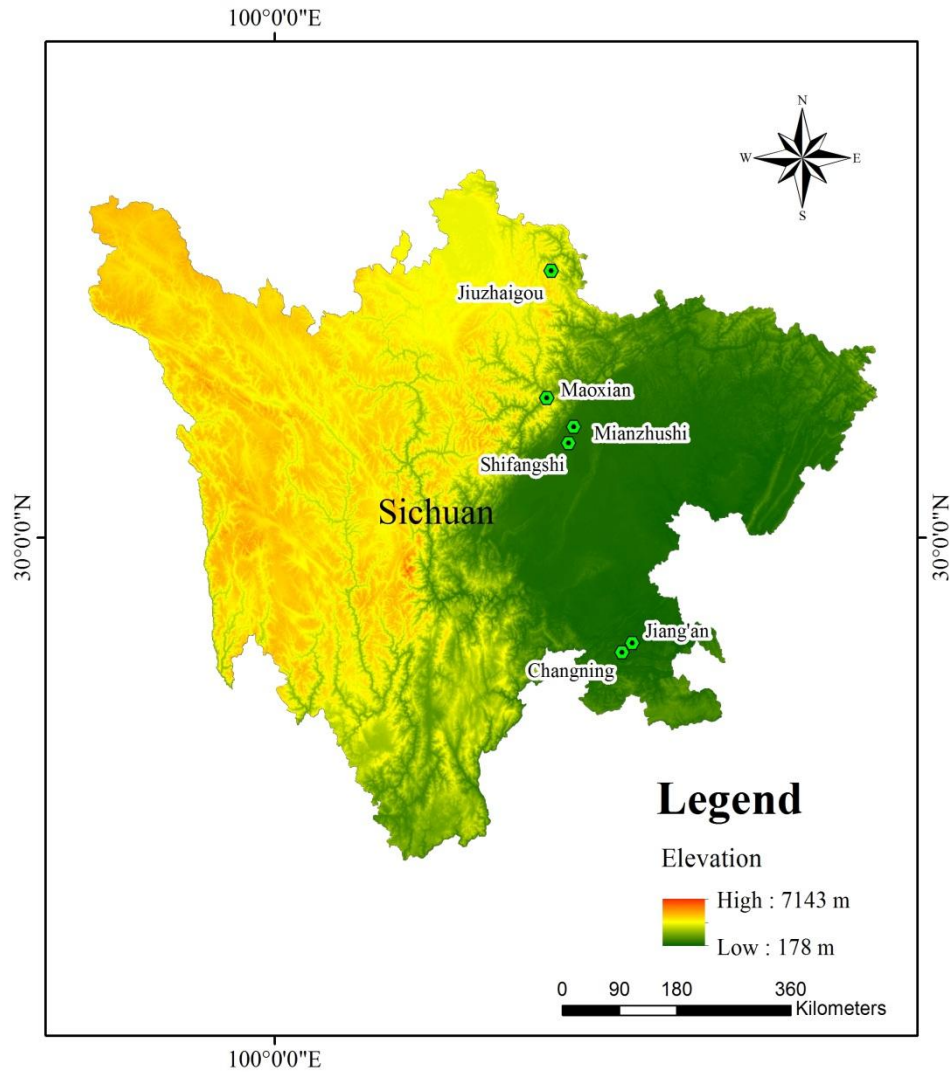 100°0'0"E
N
W
E
S
Jiuzhaigou
Maoxian
Mianzhushi
Shifangshi
Sichuan
30°0'0"N
30°0'0"N
Jiang'an
Changning
Legend
Elevation
High : 7143 m
Low : 178 m
0 90 180 360
Kilometers
100°0'0"E